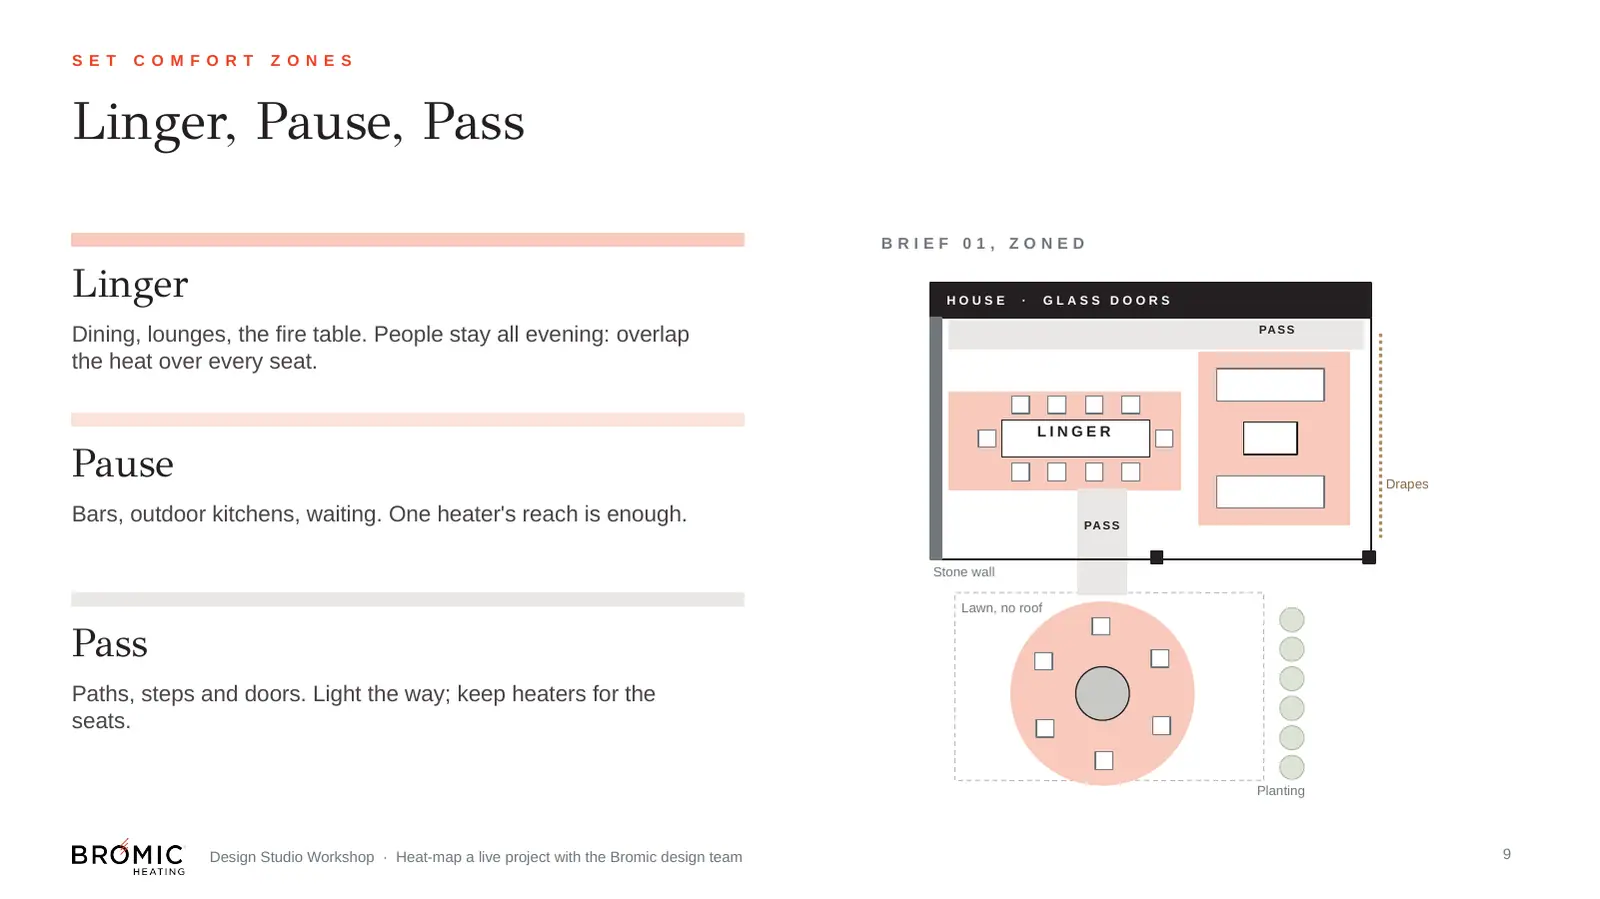 SET COMFORT ZONES
Linger, Pause, Pass
Linger
Dining, lounges, the fire table. People stay all evening: overlap
the heat over every seat.
Pause
Bars, outdoor kitchens, waiting. One heater's reach is enough.
Pass
Paths, steps and doors. Light the way; keep heaters for the
seats.
BRIEF 01, ZONED
HOUSE · GLASS DOORS
PASS
LINGER
Drapes
PASS
Stone wall
Lawn, no roof
Planting
BROMIC
HEATING
Design Studio Workshop · Heat-map a live project with the Bromic design team
9